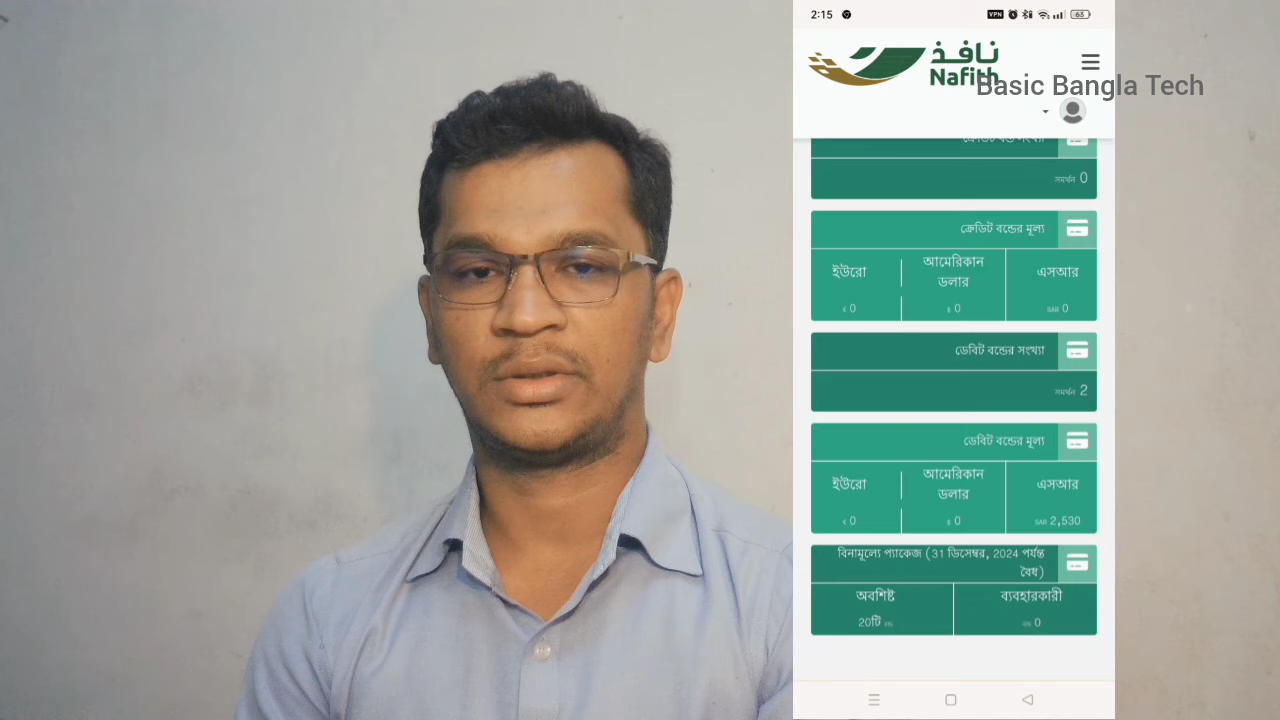 2:15
VPN
63
نافذ
Nafith
Basic Bangla Tech
ক্রেডিট বন্ড সংখ্যা
সমর্থন 0
ক্রেডিট বন্ডের মূল্য
ইউরো
আমেরিকান
ডলার
এসআর
€ 0
$ 0
SAR 0
ডেবিট বন্ডের সংখ্যা
সমর্থন 2
ডেবিট বন্ডের মূল্য
ইউরো
আমেরিকান
ডলার
এসআর
€ 0
$ 0
SAR 2,530
বিনামূল্যে প্যাকেজ (31 ডিসেম্বর, 2024 পর্যন্ত
বৈধ)
অবশিষ্ট
ব্যবহারকারী
20টি
0